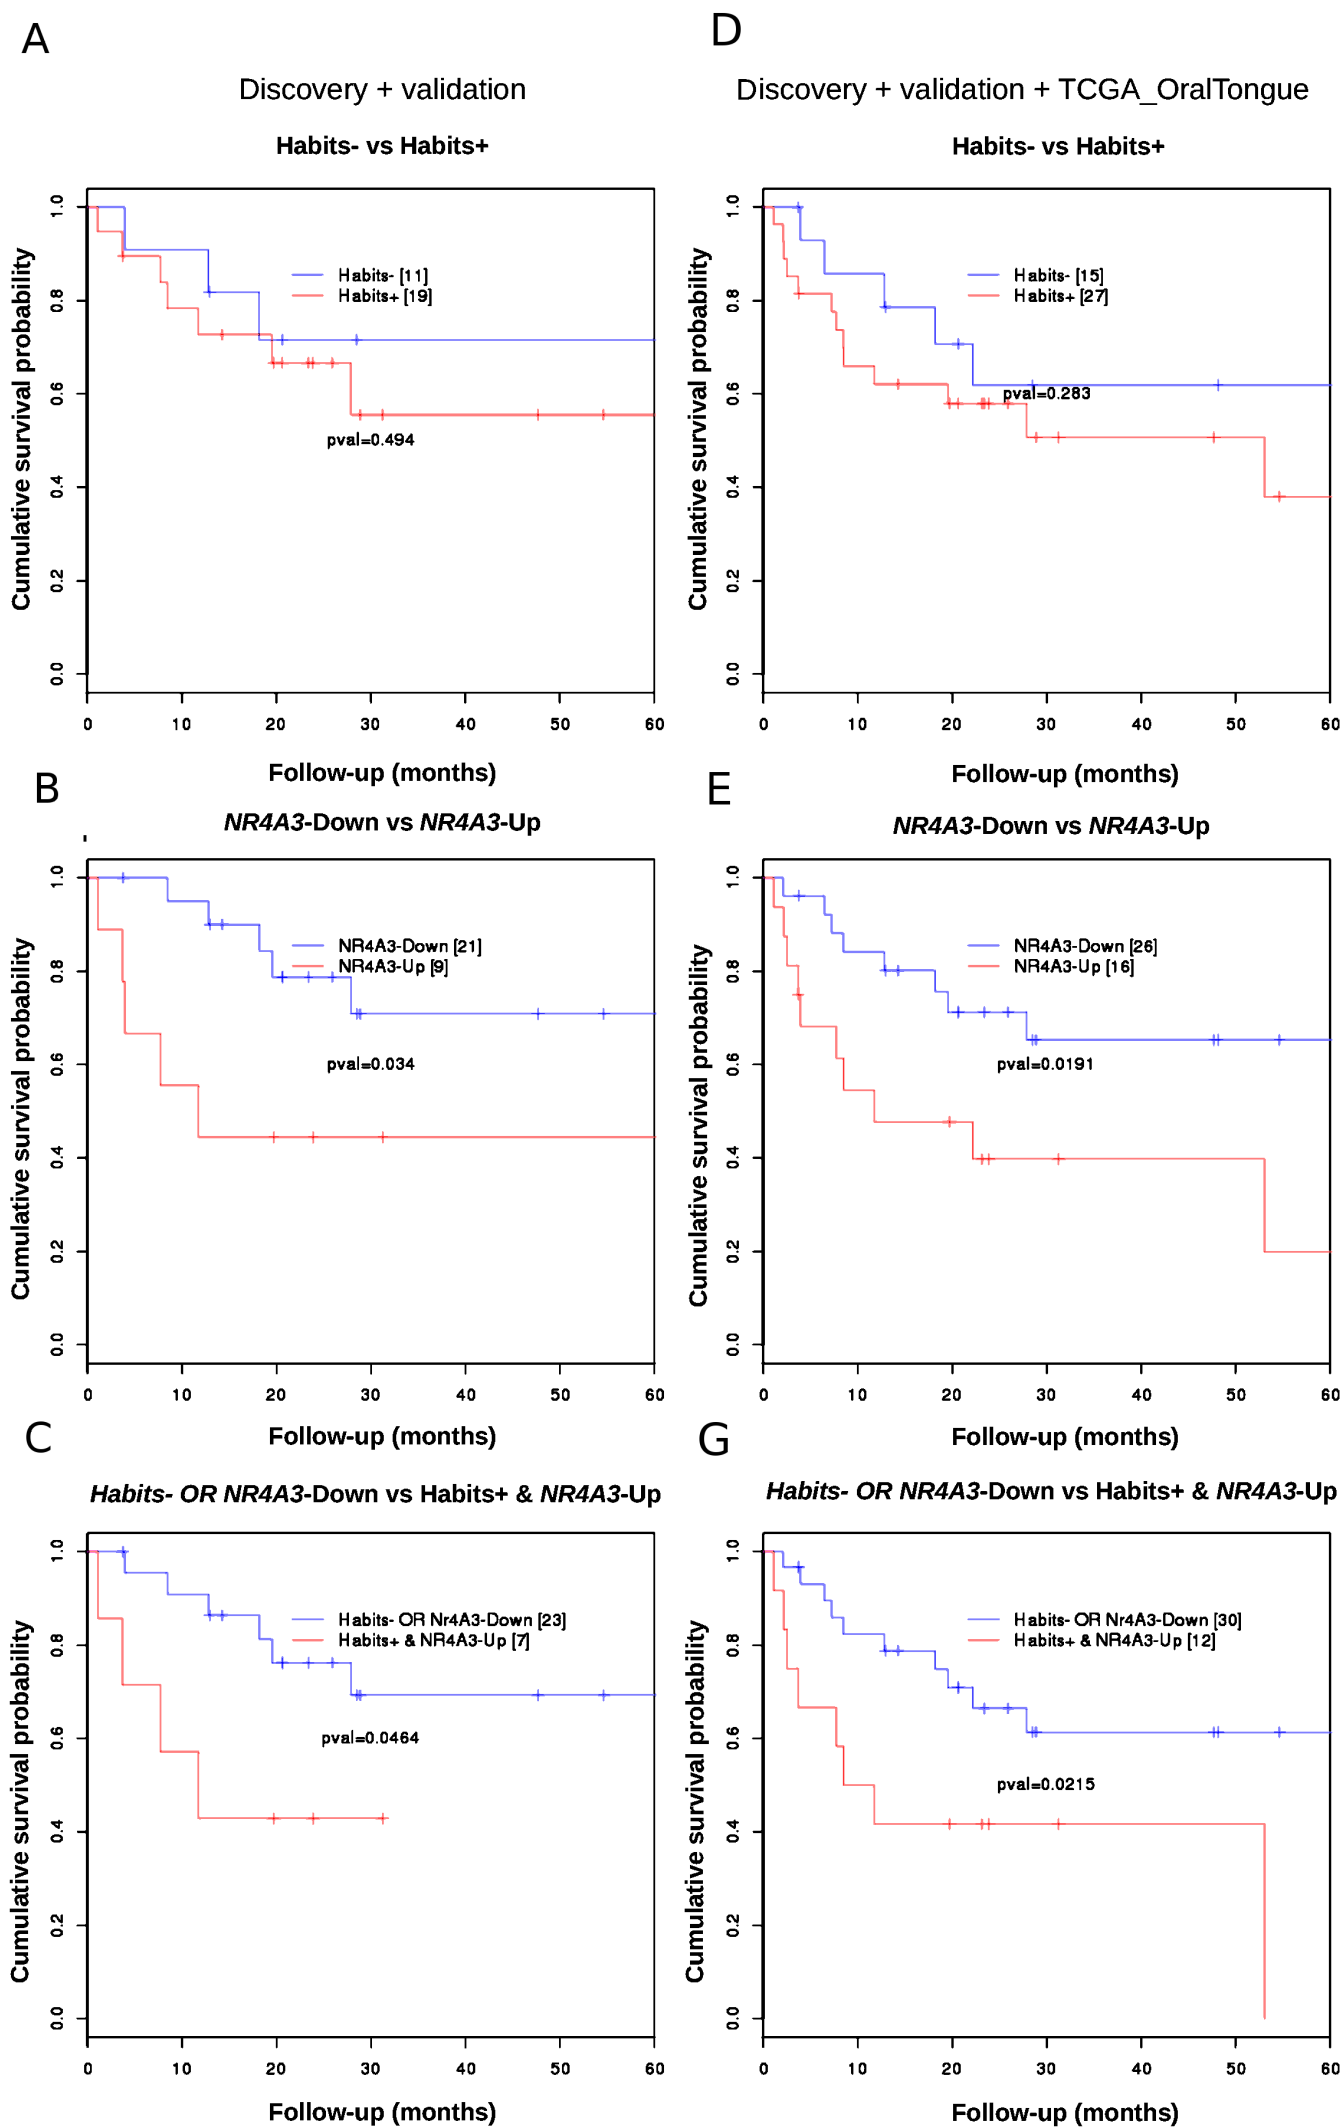 A
Discovery + validation
Habits- vs Habits+
Cumulative survival probability
1.0
0.8
0.6
0.4
0.2
0.0
Habits- [11]
Habits+ [19]
pval=0.494
0 10 20 30 40 50 60
Follow-up (months)
D
Discovery + validation + TCGA_OralTongue
Habits- vs Habits+
Cumulative survival probability
1.0
0.8
0.6
0.4
0.2
0.0
Habits- [15]
Habits+ [27]
pval=0.283
0 10 20 30 40 50 60
Follow-up (months)
B
NR4A3-Down vs NR4A3-Up
Cumulative survival probability
1.0
0.8
0.6
0.4
0.2
0.0
NR4A3-Down [21]
NR4A3-Up [9]
pval=0.034
0 10 20 30 40 50 60
Follow-up (months)
E
NR4A3-Down vs NR4A3-Up
Cumulative survival probability
1.0
0.8
0.6
0.4
0.2
0.0
NR4A3-Down [26]
NR4A3-Up [16]
pval=0.0191
0 10 20 30 40 50 60
Follow-up (months)
C
Habits- OR NR4A3-Down vs Habits+ & NR4A3-Up
Cumulative survival probability
1.0
0.8
0.6
0.4
0.2
0.0
Habits- OR Nr4A3-Down [23]
Habits+ & NR4A3-Up [7]
pval=0.0464
0 10 20 30 40 50 60
Follow-up (months)
G
Habits- OR NR4A3-Down vs Habits+ & NR4A3-Up
Cumulative survival probability
1.0
0.8
0.6
0.4
0.2
0.0
Habits- OR Nr4A3-Down [30]
Habits+ & NR4A3-Up [12]
pval=0.0215
0 10 20 30 40 50 60
Follow-up (months)